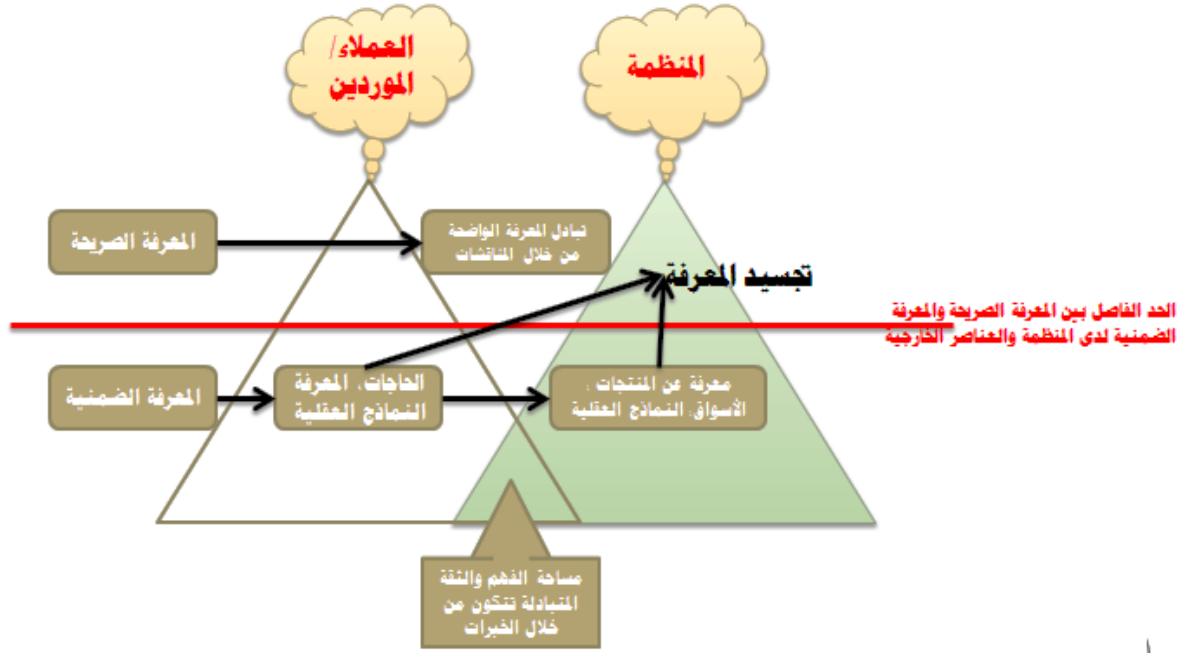 العملاء/
الموردين
المنظمة
المعرفة الصريحة
تبادل المعرفة الواضحة
من خلال المناقشات
تجسيد المعرفة
الحد الفاصل بين المعرفة الصريحة والمعرفة
الضمنية لدى المنظمة والعناصر الخارجية
المعرفة الضمنية
الحاجات، المعرفة
النماذج العقلية
معرفة عن المنتجات ،
الأسواق، النماذج العقلية
مساحة الفهم والثقة
المتبادلة تتكون من
خلال الخبرات